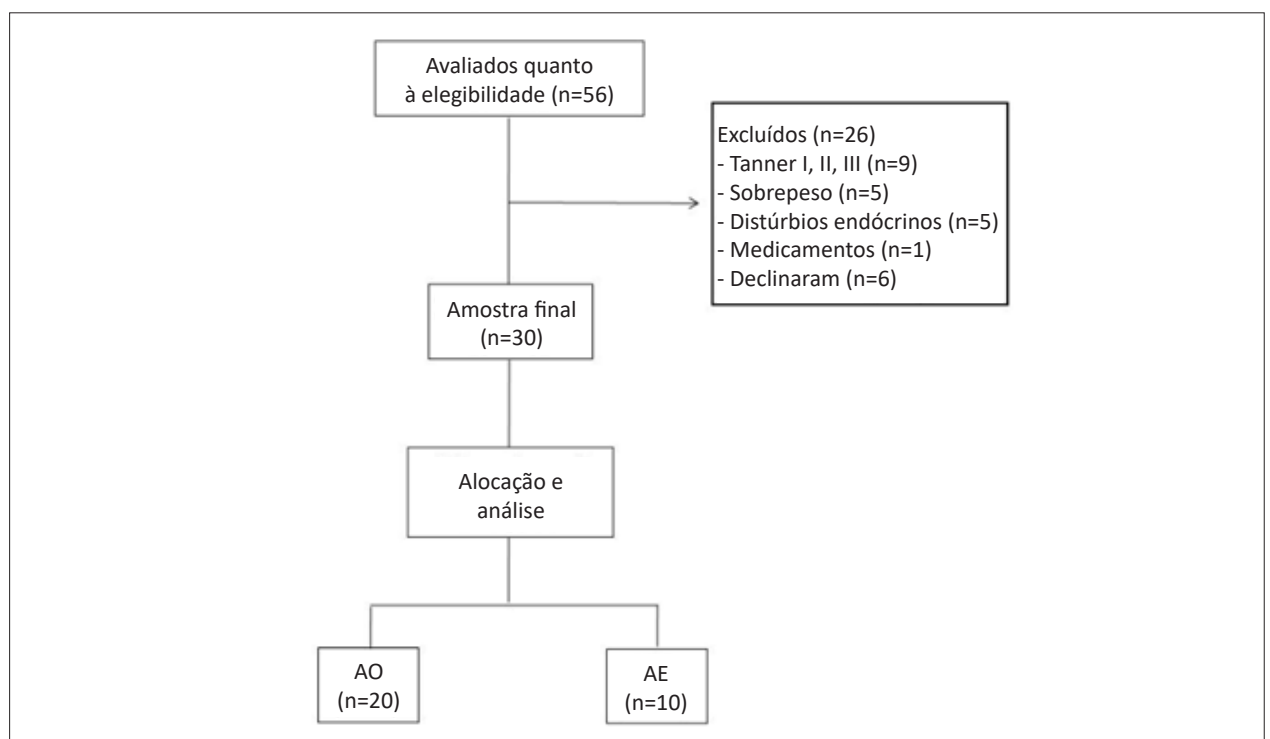 Avaliados quanto
à elegibilidade (n=56)
Excluídos (n=26)
- Tanner I, II, III (n=9)
- Sobrepeso (n=5)
- Distúrbios endócrinos (n=5)
- Medicamentos (n=1)
- Declinaram (n=6)
Amostra final
(n=30)
Alocação e
análise
AO
(n=20)
AE
(n=10)